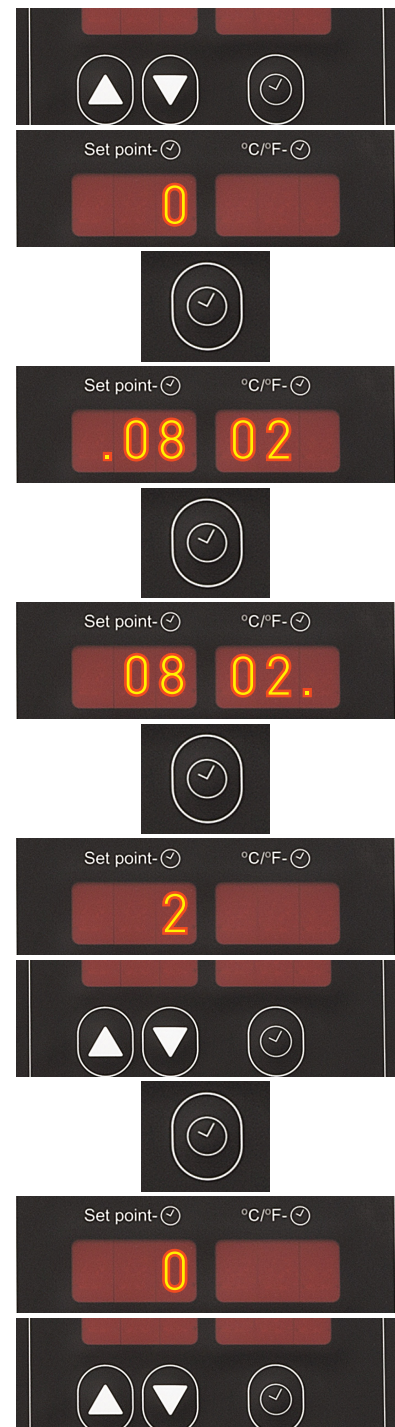 Set point- °C/°F-
0
Set point- °C/°F-
.08 02
Set point- °C/°F-
08 02.
Set point- °C/°F-
2
Set point- °C/°F-
0